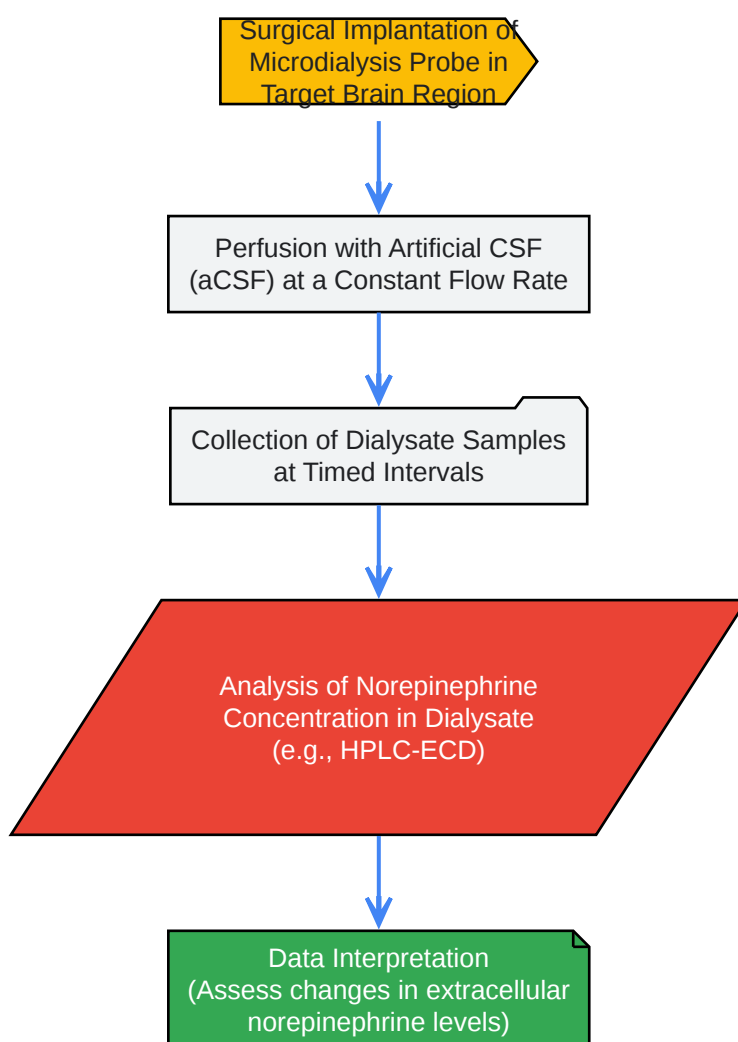 Surgical Implantation of
Microdialysis Probe in
Target Brain Region
Perfusion with Artificial CSF
(aCSF) at a Constant Flow Rate
Collection of Dialysate Samples
at Timed Intervals
Analysis of Norepinephrine
Concentration in Dialysate
(e.g., HPLC-ECD)
Data Interpretation
(Assess changes in extracellular
norepinephrine levels)